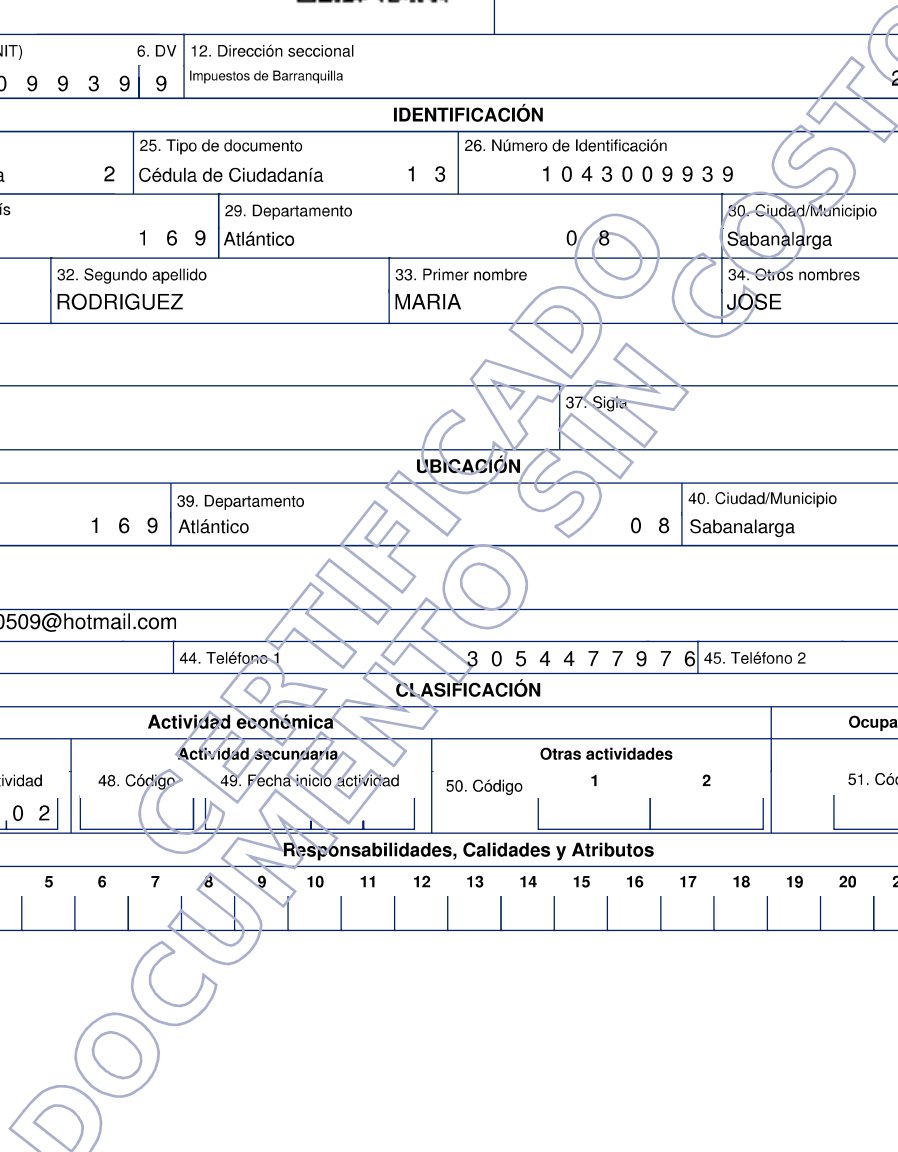 NIT) 6. DV 12. Dirección seccional
0 9 9 3 9 9 Impuestos de Barranquilla 2
IDENTIFICACIÓN
25. Tipo de documento 26. Número de Identificación
a 2 Cédula de Ciudadanía 1 3 1 0 4 3 0 0 9 9 3 9
ís 29. Departamento 30. Ciudad/Municipio
1 6 9 Atlántico 0 8 Sabanalarga
32. Segundo apellido 33. Primer nombre 34. Otros nombres
RODRIGUEZ MARIA JOSE
37. Sigla
UBICACIÓN
39. Departamento 40. Ciudad/Municipio
1 6 9 Atlántico 0 8 Sabanalarga
0509@hotmail.com
44. Teléfono 1 3 0 5 4 4 7 7 9 7 6 45. Teléfono 2
CLASIFICACIÓN
Actividad económica Ocupa
Actividad secundaria Otras actividades
ividad 48. Código 49. Fecha inicio actividad 50. Código 1 2 51. Cód
0 2
Responsabilidades, Calidades y Atributos
5 6 7 8 9 10 11 12 13 14 15 16 17 18 19 20 2
CERTIFICADO
DOCUMENTO SIN COSTO